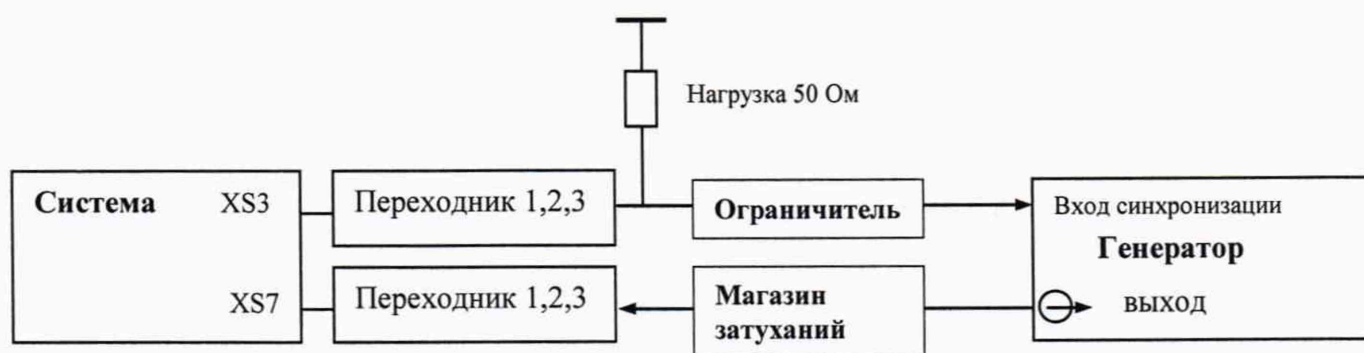 Нагрузка 50 Ом
Система
XS3
Переходник 1,2,3
Ограничитель
Вход синхронизации
Генератор
XS7
Переходник 1,2,3
Магазин
затуханий
выход